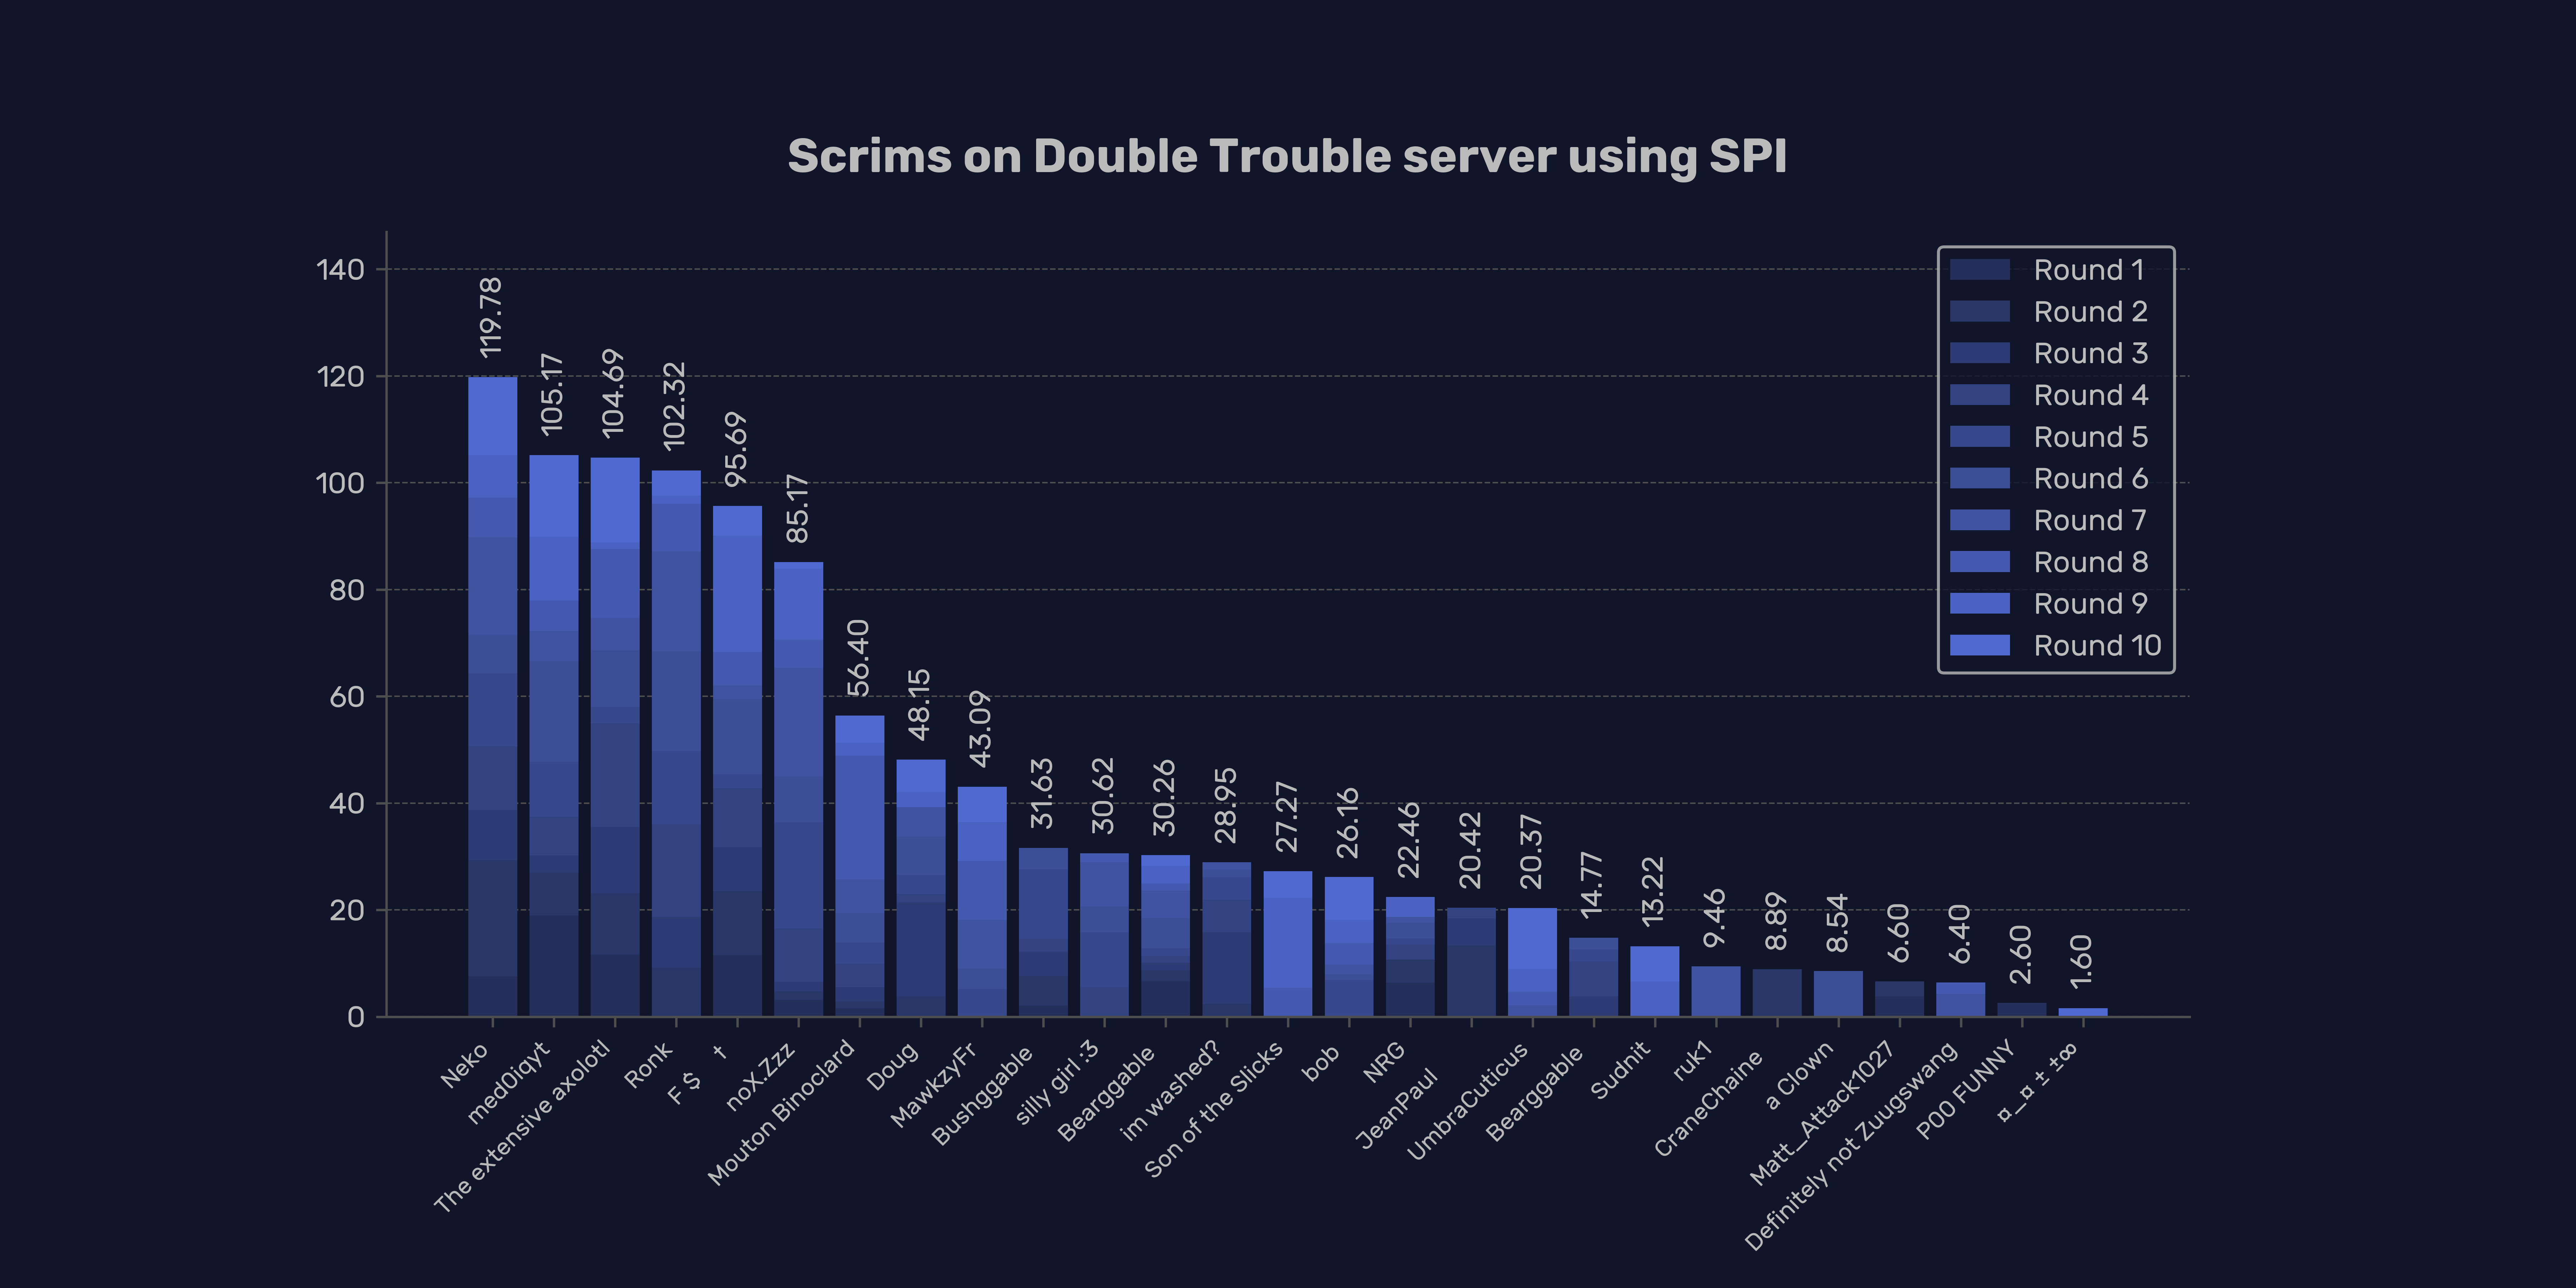 Scrims on Double Trouble server using SPI
140
120
100
80
60
40
20
0
119.78
105.17
104.69
102.32
95.69
85.17
56.40
48.15
43.09
31.63
30.62
30.26
28.95
27.27
26.16
22.46
20.42
20.37
14.77
13.22
9.46
8.89
8.54
6.60
6.40
2.60
1.60
Round 1
Round 2
Round 3
Round 4
Round 5
Round 6
Round 7
Round 8
Round 9
Round 10
Neko
med0iqyt
The extensive axolotl
Ronk
F $ †
noX.Zzz
Mouton Binoclard
Doug
MawkzyFr
Bushggable
silly girl :3
Bearggable
im washed?
Son of the Slicks
bob
NRG
JeanPaul
UmbraCuticus
Bearggable
Sudnit
ruk1
CraneChaine
a Clown
Matt_Attack1027
Definitely not Zuugswang
P00 FUNNY
¤_¤ ± ±∞